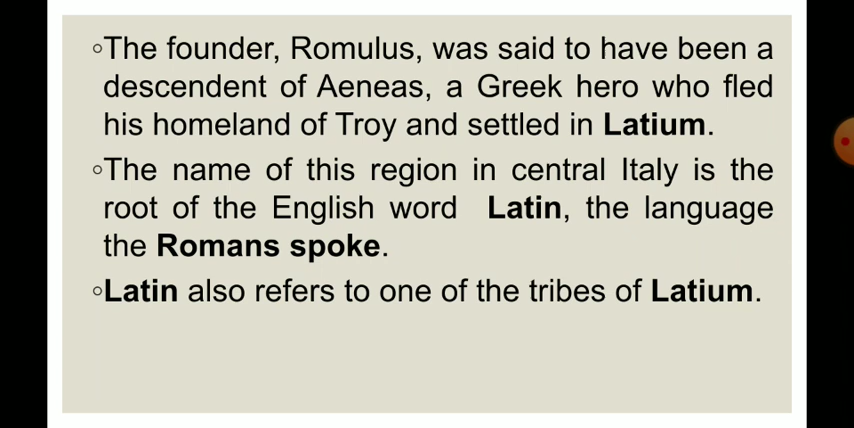 ◦The founder, Romulus, was said to have been a
descendent of Aeneas, a Greek hero who fled
his homeland of Troy and settled in Latium.
◦The name of this region in central Italy is the
root of the English word Latin, the language
the Romans spoke.
◦Latin also refers to one of the tribes of Latium.